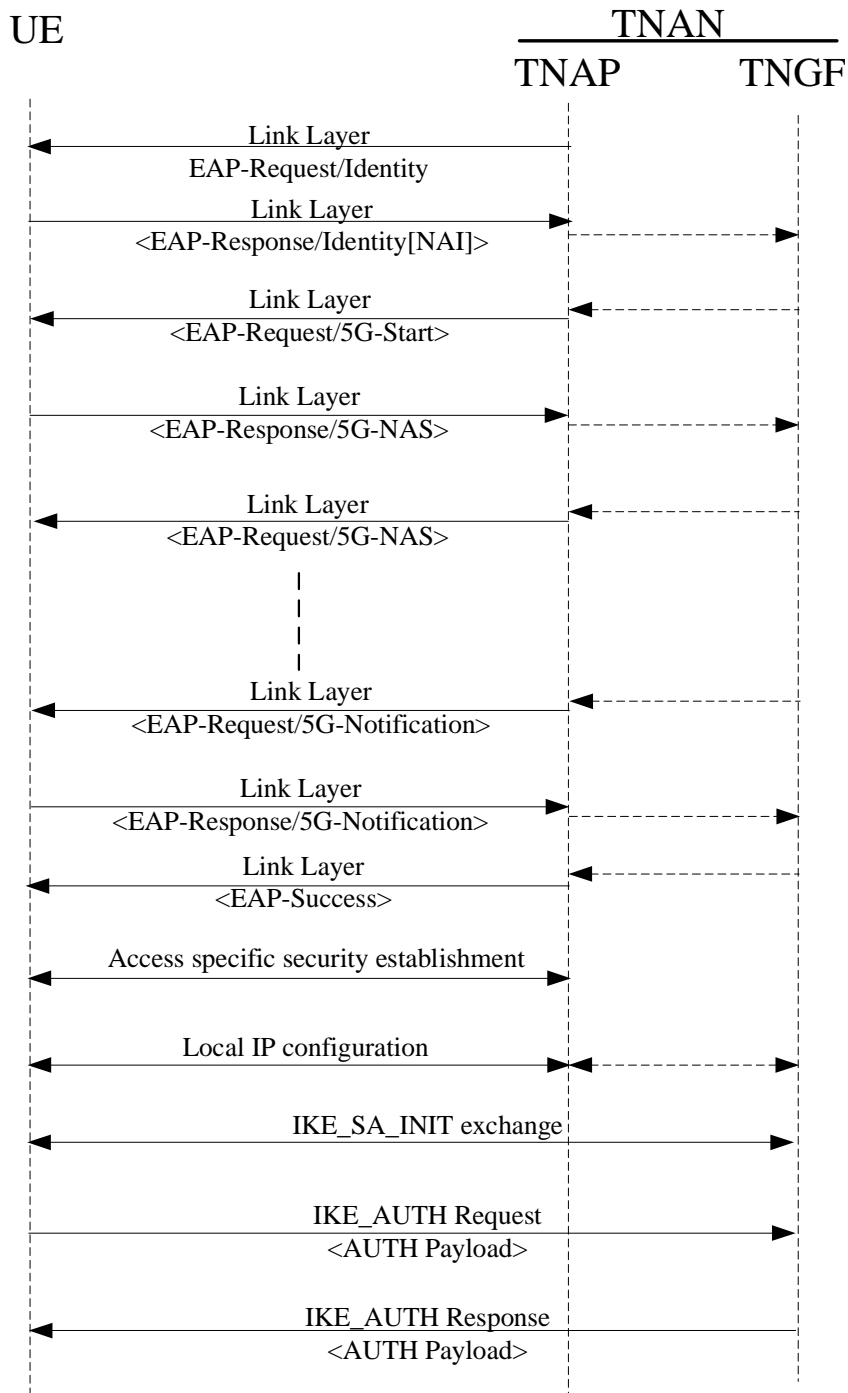 UE
TNAN
TNAP
TNGF
Link Layer
EAP-Request/Identity
Link Layer
<EAP-Response/Identity[NAI]>
Link Layer
<EAP-Request/5G-Start>
Link Layer
<EAP-Response/5G-NAS>
Link Layer
<EAP-Request/5G-NAS>
Link Layer
<EAP-Request/5G-Notification>
Link Layer
<EAP-Response/5G-Notification>
Link Layer
<EAP-Success>
Access specific security establishment
Local IP configuration
IKE_SA_INIT exchange
IKE_AUTH Request
<AUTH Payload>
IKE_AUTH Response
<AUTH Payload>